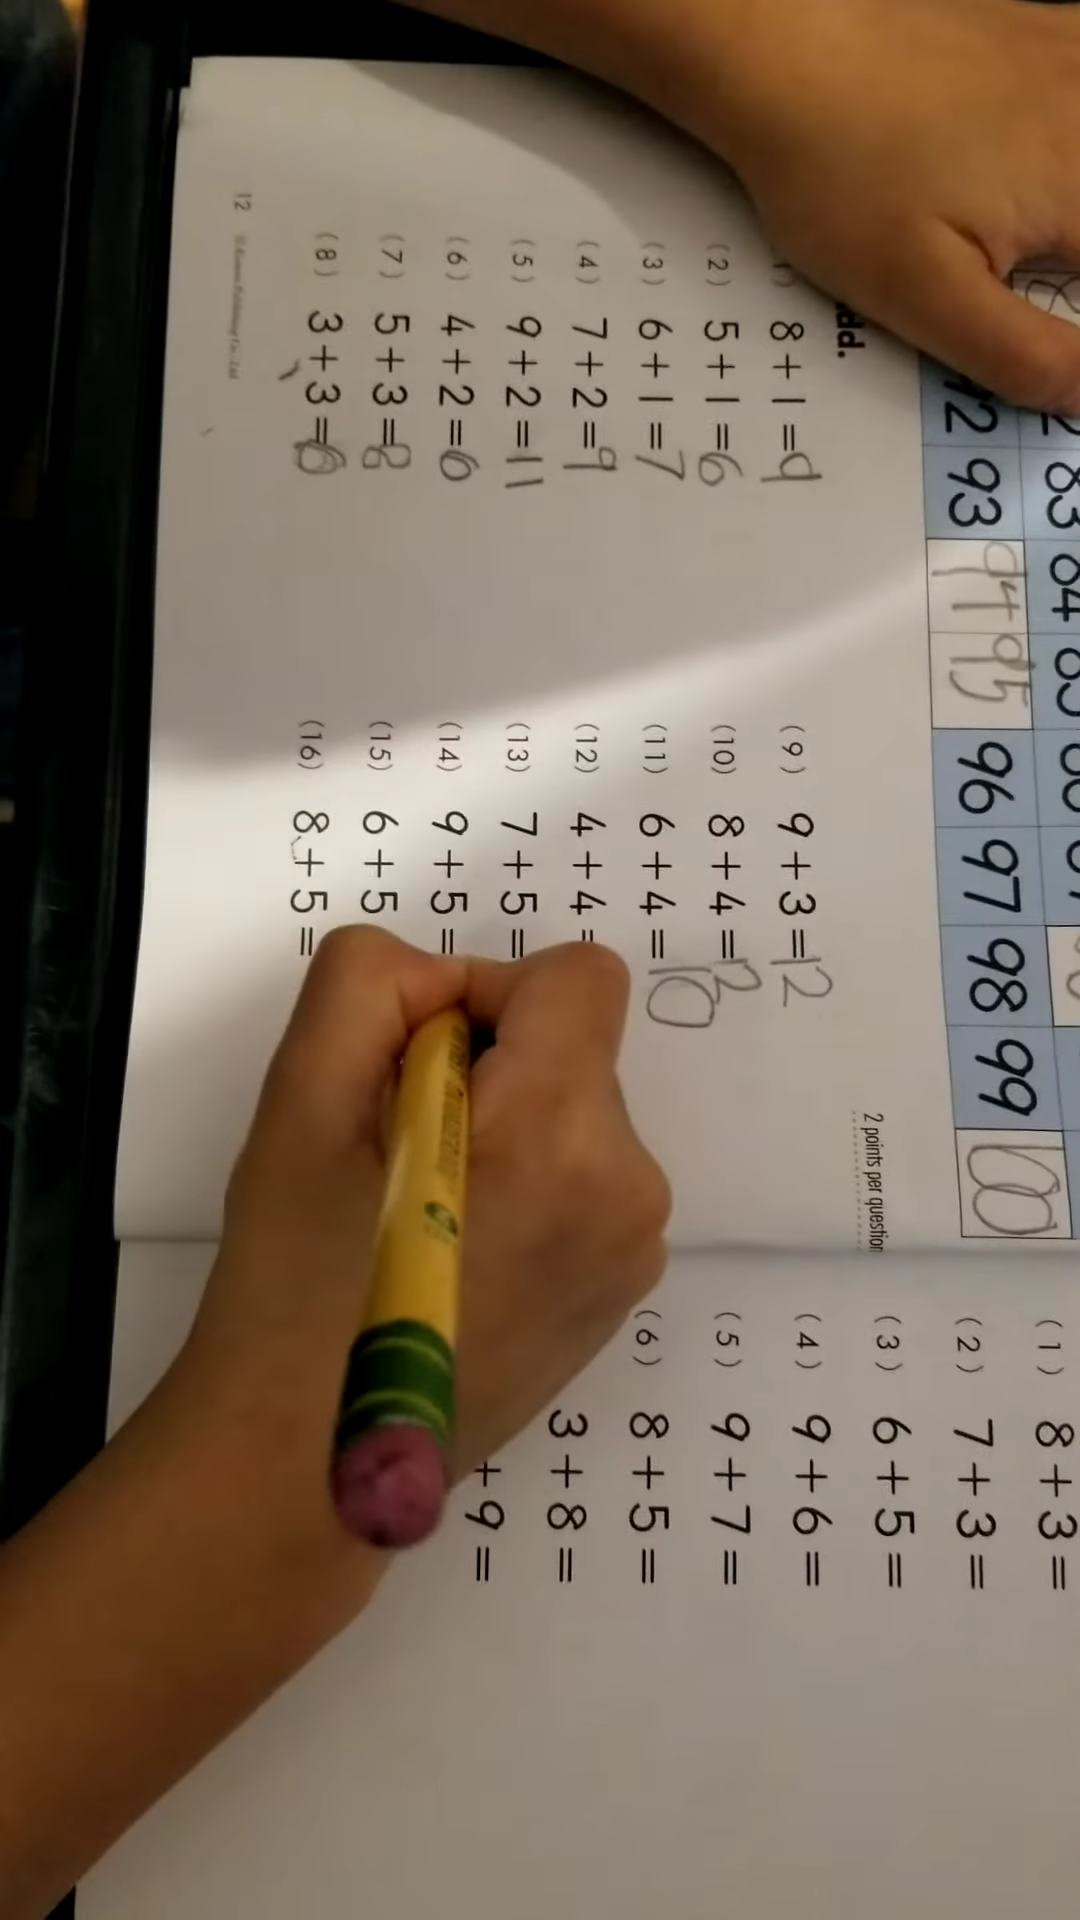 83 84 85
92 93 94 95 96 97 98 99 100
2 points per question
(1) 8 + 1 = 9
(2) 5 + 1 = 6
(3) 6 + 1 = 7
(4) 7 + 2 = 9
(5) 9 + 2 = 11
(6) 4 + 2 = 6
(7) 5 + 3 = 8
(8) 3 + 3 = 6
(9) 9 + 3 = 12
(10) 8 + 4 = 12
(11) 6 + 4 = 10
(12) 4 + 4 =
(13) 7 + 5 =
(14) 9 + 5 =
(15) 6 + 5
(16) 8 + 5 =
12
(1) 8 + 3 =
(2) 7 + 3 =
(3) 6 + 5 =
(4) 9 + 6 =
(5) 9 + 7 =
(6) 8 + 5 =
3 + 8 =
+ 9 =